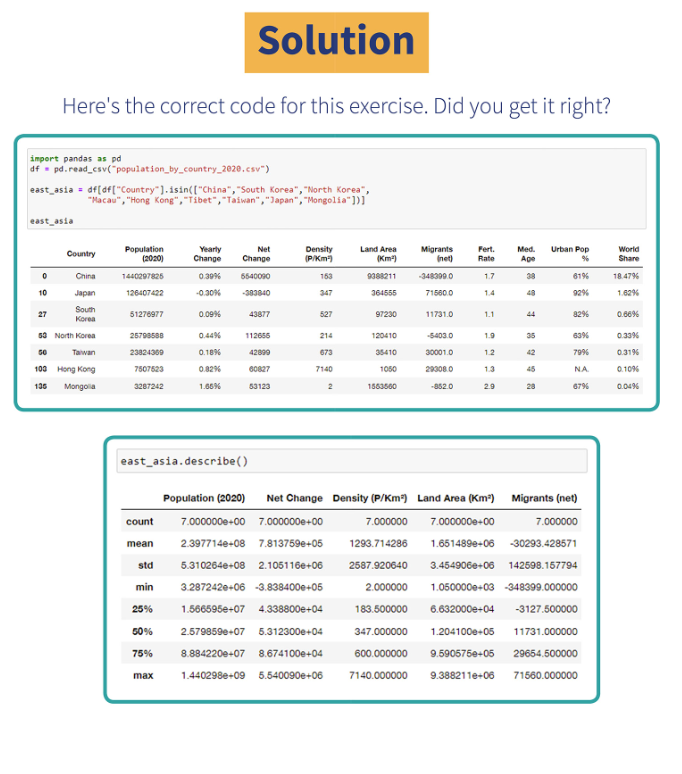 Solution
Here's the correct code for this exercise. Did you get it right?
import pandas as pd
df = pd.read_csv("population_by_country_2020.csv")
east_asia = df[df["Country"].isin(["China","South Korea","North Korea",
"Macau","Hong Kong","Tibet","Taiwan","Japan","Mongolia"])]
east_asia
Country Population (2020) Yearly Change Net Change Density (P/Km²) Land Area (Km²) Migrants (net) Fert. Rate Med. Age Urban Pop % World Share
0 China 1440297825 0.39% 5540090 153 9388211 -348399.0 1.7 38 61% 18.47%
10 Japan 126407422 -0.30% -383840 347 364555 71560.0 1.4 48 92% 1.62%
27 South Korea 51276977 0.09% 43877 527 97230 11731.0 1.1 44 82% 0.66%
53 North Korea 25798588 0.44% 112655 214 120410 -5403.0 1.9 35 63% 0.33%
56 Taiwan 23824369 0.18% 42899 673 35410 30001.0 1.2 42 79% 0.31%
103 Hong Kong 7507523 0.82% 60827 7140 1050 29308.0 1.3 45 N.A. 0.10%
135 Mongolia 3287242 1.65% 53123 2 1553560 -852.0 2.9 28 67% 0.04%
east_asia.describe()
Population (2020) Net Change Density (P/Km²) Land Area (Km²) Migrants (net)
count 7.000000e+00 7.000000e+00 7.000000 7.000000e+00 7.000000
mean 2.397714e+08 7.813759e+05 1293.714286 1.651489e+06 -30293.428571
std 5.310264e+08 2.105116e+06 2587.920640 3.454906e+06 142598.157794
min 3.287242e+06 -3.838400e+05 2.000000 1.050000e+03 -348399.000000
25% 1.566595e+07 4.338800e+04 183.500000 6.632000e+04 -3127.500000
50% 2.579859e+07 5.312300e+04 347.000000 1.204100e+05 11731.000000
75% 8.884220e+07 8.674100e+04 600.000000 9.590575e+05 29654.500000
max 1.440298e+09 5.540090e+06 7140.000000 9.388211e+06 71560.000000